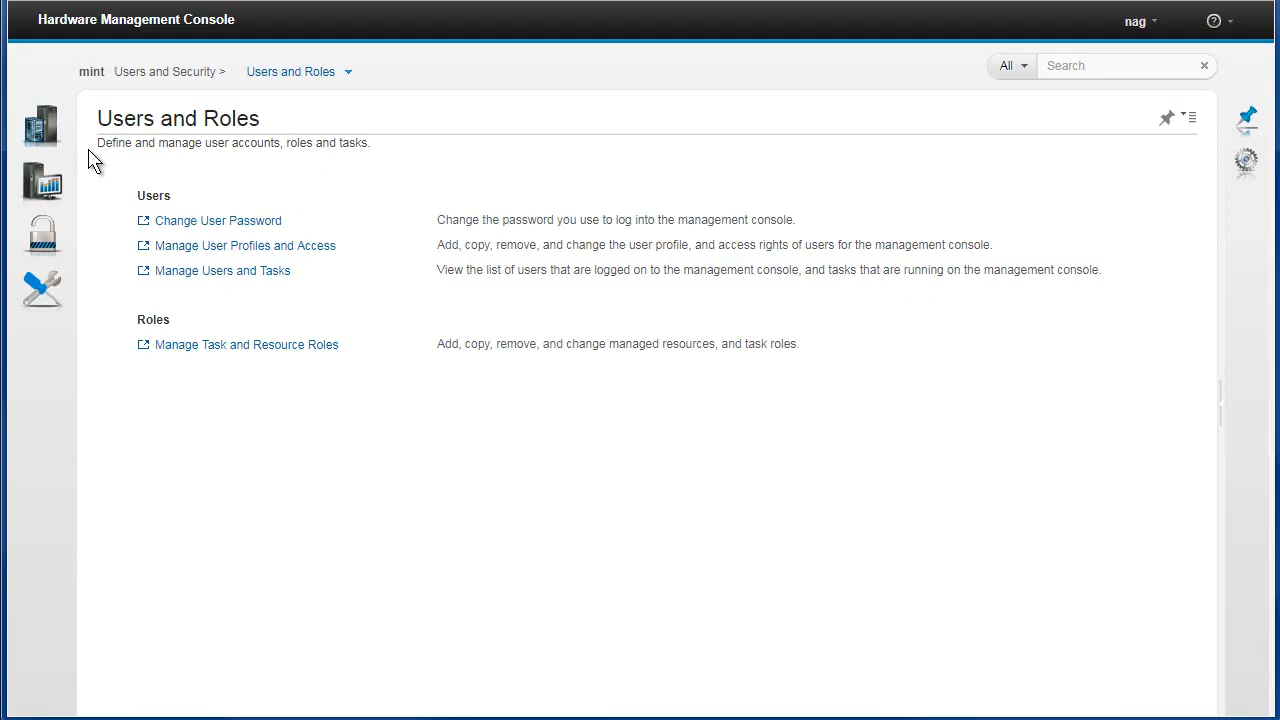 Hardware Management Console
nag
mint Users and Security > Users and Roles
All Search
Users and Roles
Define and manage user accounts, roles and tasks.
Users
Change User Password Change the password you use to log into the management console.
Manage User Profiles and Access Add, copy, remove, and change the user profile, and access rights of users for the management console.
Manage Users and Tasks View the list of users that are logged on to the management console, and tasks that are running on the management console.
Roles
Manage Task and Resource Roles Add, copy, remove, and change managed resources, and task roles.